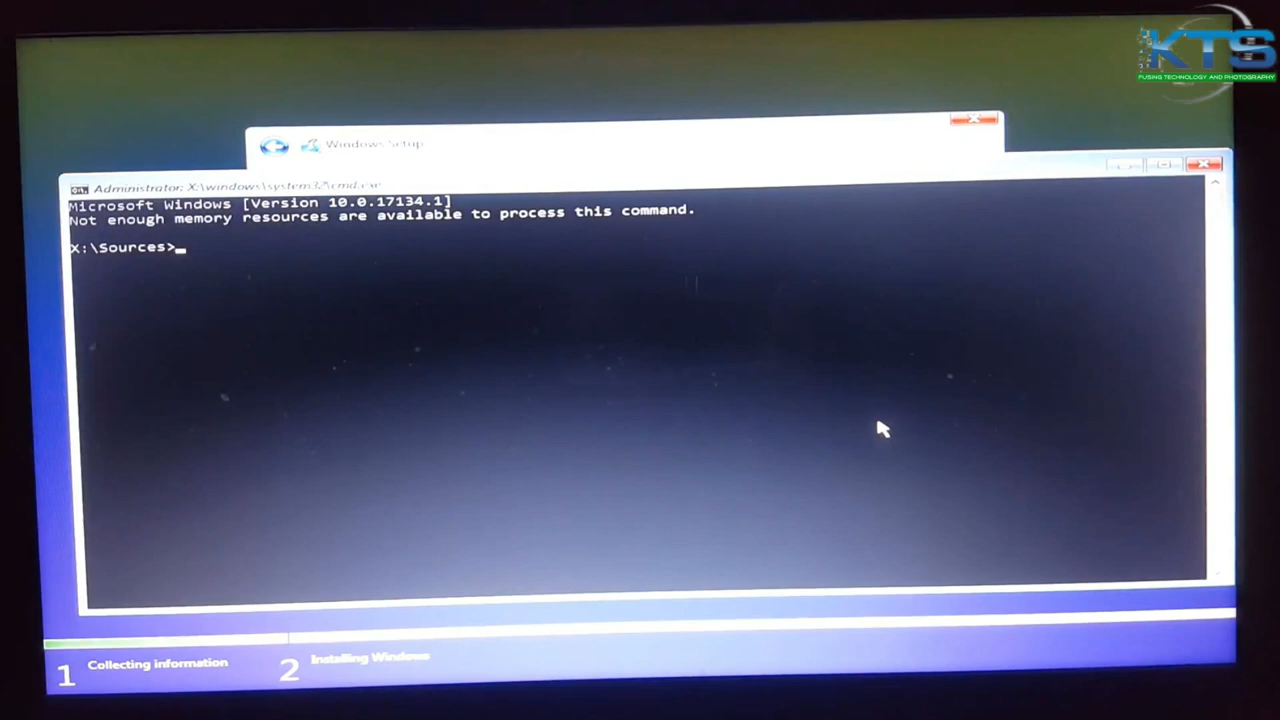 KTS
FUSING TECHNOLOGY AND PHOTOGRAPHY
Windows Setup
Administrator: X:\windows\system32\cmd.exe
Microsoft Windows [Version 10.0.17134.1]
Not enough memory resources are available to process this command.
X:\Sources>
1 Collecting information
2 Installing Windows